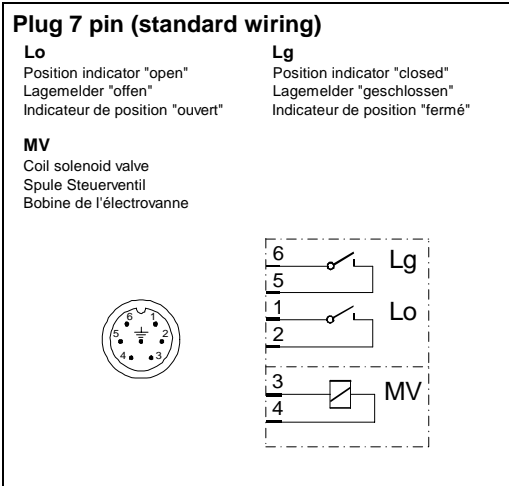 Plug 7 pin (standard wiring)
Lo
Position indicator "open"
Lagemelder "offen"
Indicateur de position "ouvert"
Lg
Position indicator "closed"
Lagemelder "geschlossen"
Indicateur de position "fermé"
MV
Coil solenoid valve
Spule Steuerventil
Bobine de l'électrovanne
6 1
5 2
4 3
6
Lg
5
1
Lo
2
3
MV
4